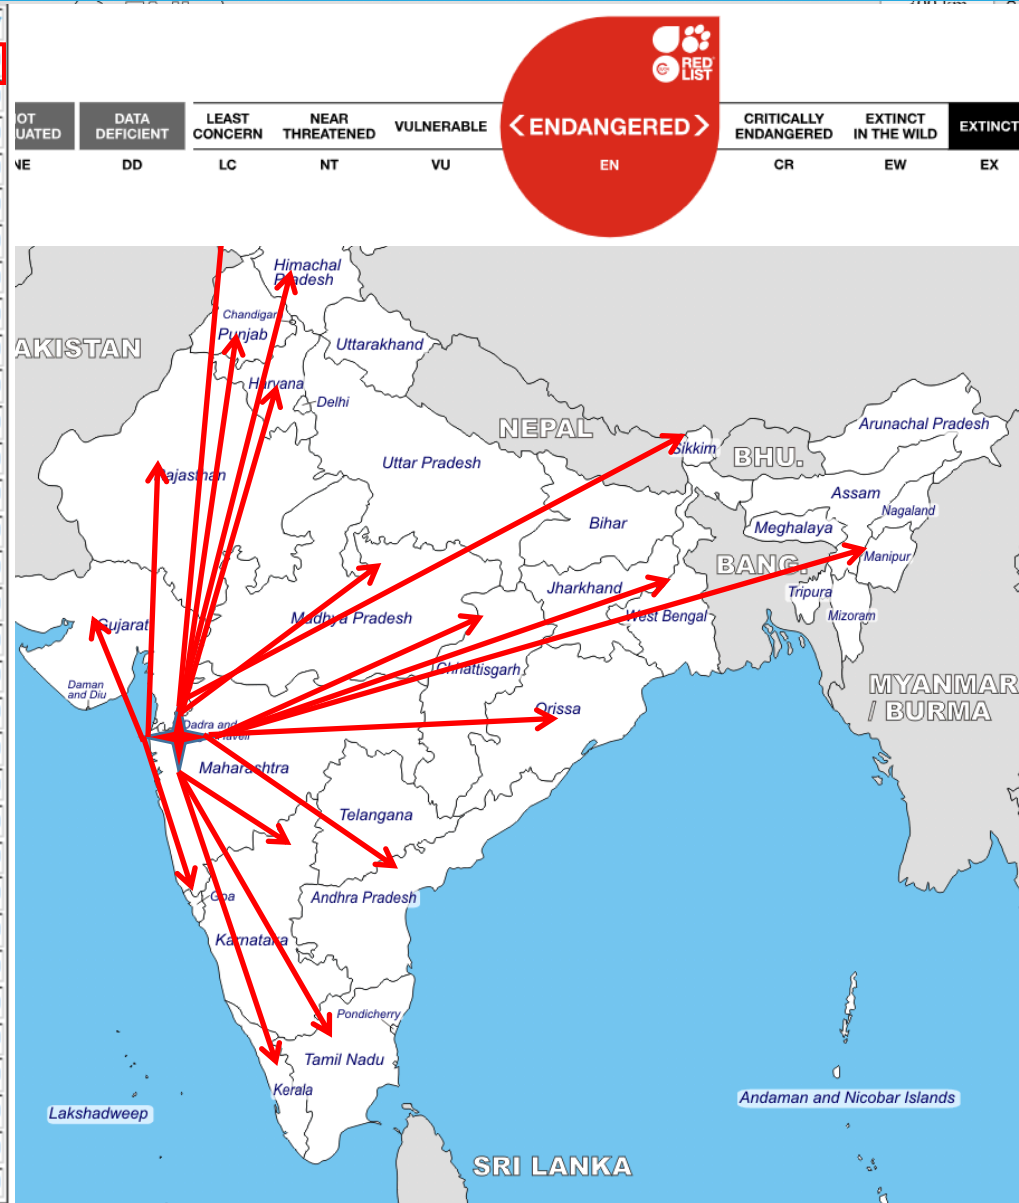 RED
LIST
OT
UATED
DATA
DEFICIENT
LEAST
CONCERN
NEAR
THREATENED
VULNERABLE
<ENDANGERED>
CRITICALLY
ENDANGERED
EXTINCT
IN THE WILD
EXTINCT
NE
DD
LC
NT
VU
EN
CR
EW
EX
Himachal
Pradesh
Chandigarh
Punjab
AKISTAN
Uttarakhand
Haryana
Delhi
NEPAL
Sikkim
BHU.
Arunachal Pradesh
Rajasthan
Uttar Pradesh
Assam
Nagaland
Bihar
Meghalaya
BANG.
Manipur
Jharkhand
Tripura
Gujarat
Madhya Pradesh
West Bengal
Mizoram
Chhattisgarh
Daman
and Diu
MYANMAR
/ BURMA
Orissa
Dadra and
Maharashtra
Telangana
Goa
Andhra Pradesh
Karnataka
Pondicherry
Tamil Nadu
Kerala
Lakshadweep
Andaman and Nicobar Islands
SRI LANKA